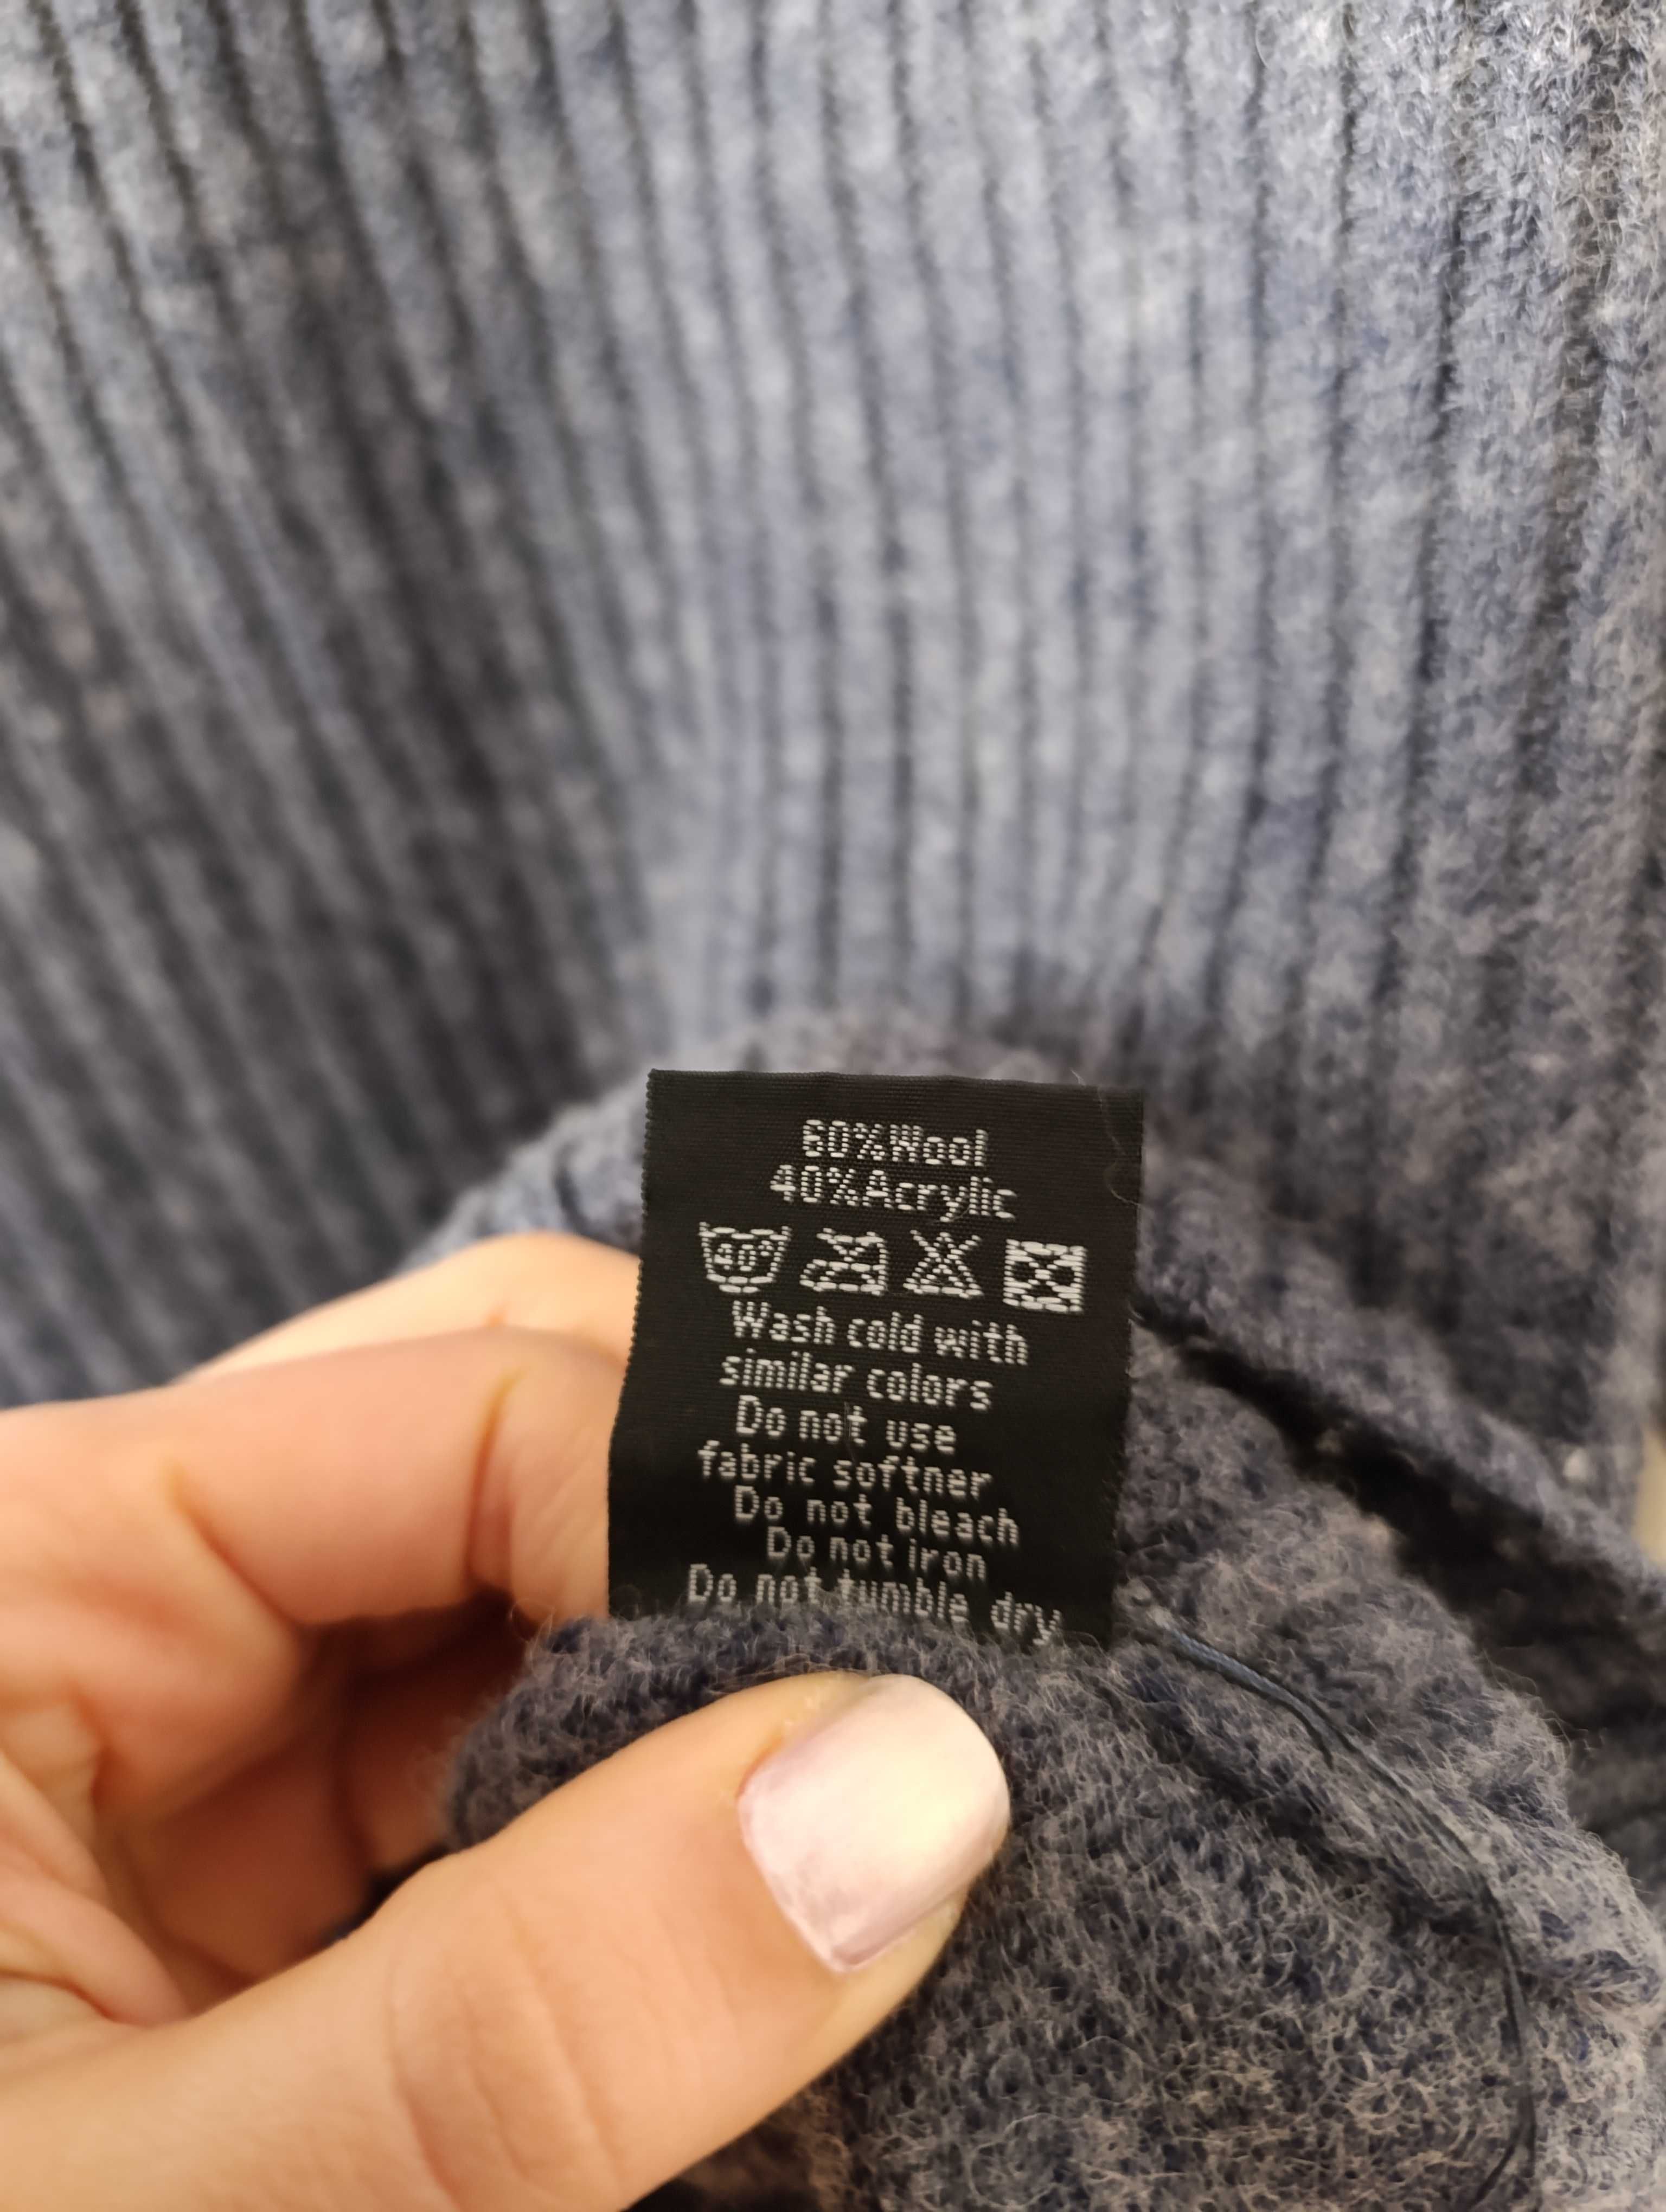 60%Wool
40%Acrylic
40°
Wash cold with
similar colors
Do not use
fabric softner
Do not bleach
Do not iron
Do not tumble dry